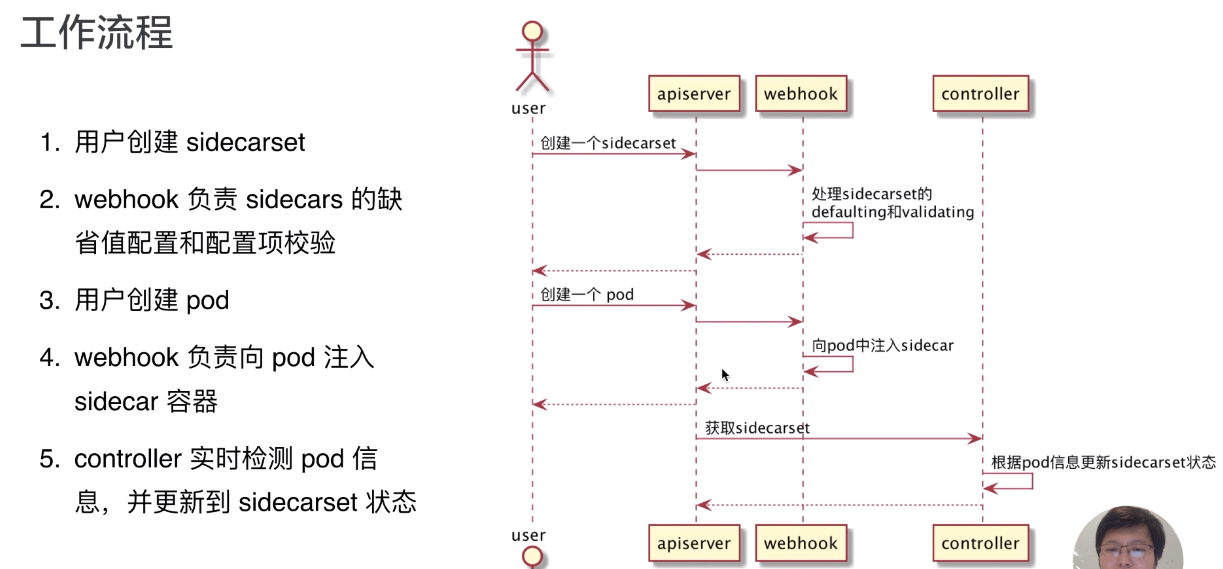 工作流程
1. 用户创建 sidecarset
2. webhook 负责 sidecars 的缺
省值配置和配置项校验
3. 用户创建 pod
4. webhook 负责向 pod 注入
sidecar 容器
5. controller 实时检测 pod 信
息，并更新到 sidecarset 状态
user
apiserver
webhook
controller
创建一个sidecarset
处理sidecarset的
defaulting和validating
创建一个 pod
向pod中注入sidecar
获取sidecarset
根据pod信息更新sidecarset状态
user
apiserver
webhook
controller